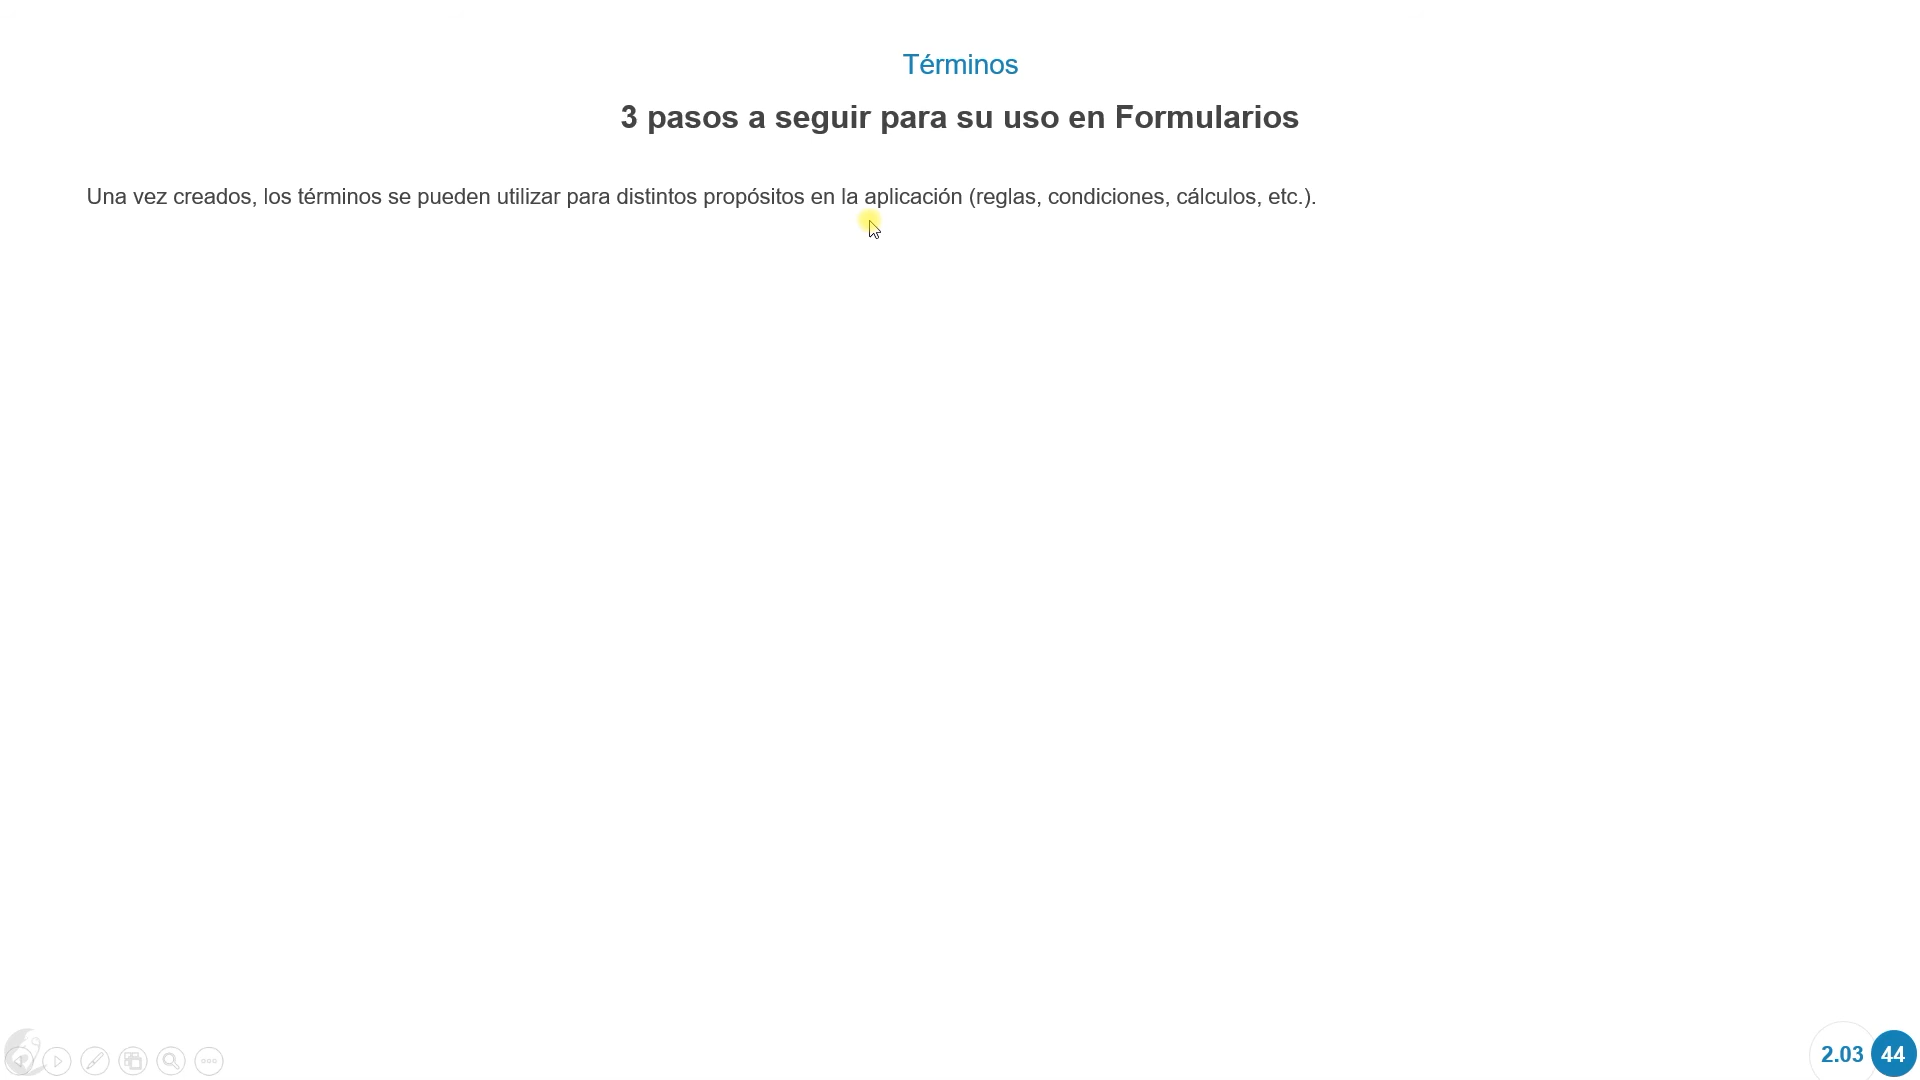 Términos
3 pasos a seguir para su uso en Formularios
Una vez creados, los términos se pueden utilizar para distintos propósitos en la aplicación (reglas, condiciones, cálculos, etc.).
2.03 44